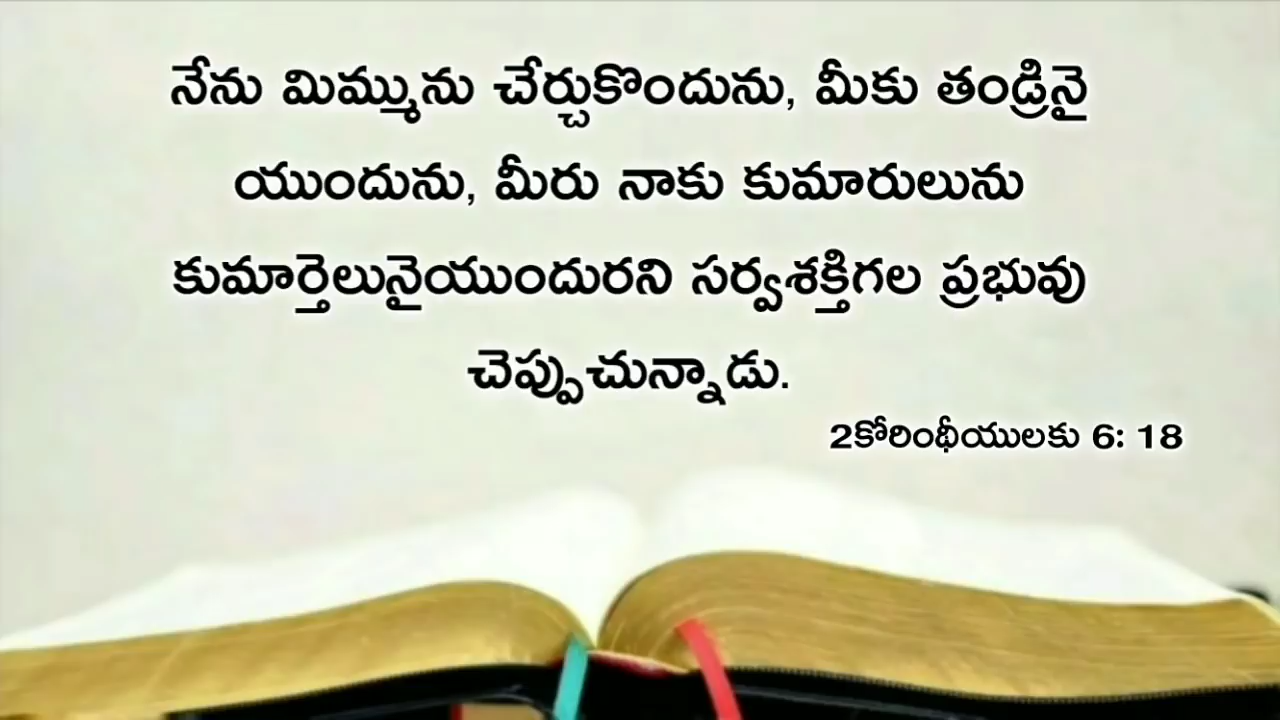 నేను మిమ్మును చేర్చుకొందును, మీకు తండ్రినై
యుందును, మీరు నాకు కుమారులును
కుమార్తెలునైయుందురని సర్వశక్తిగల ప్రభువు
చెప్పుచున్నాడు.
2కోరింథీయులకు 6: 18